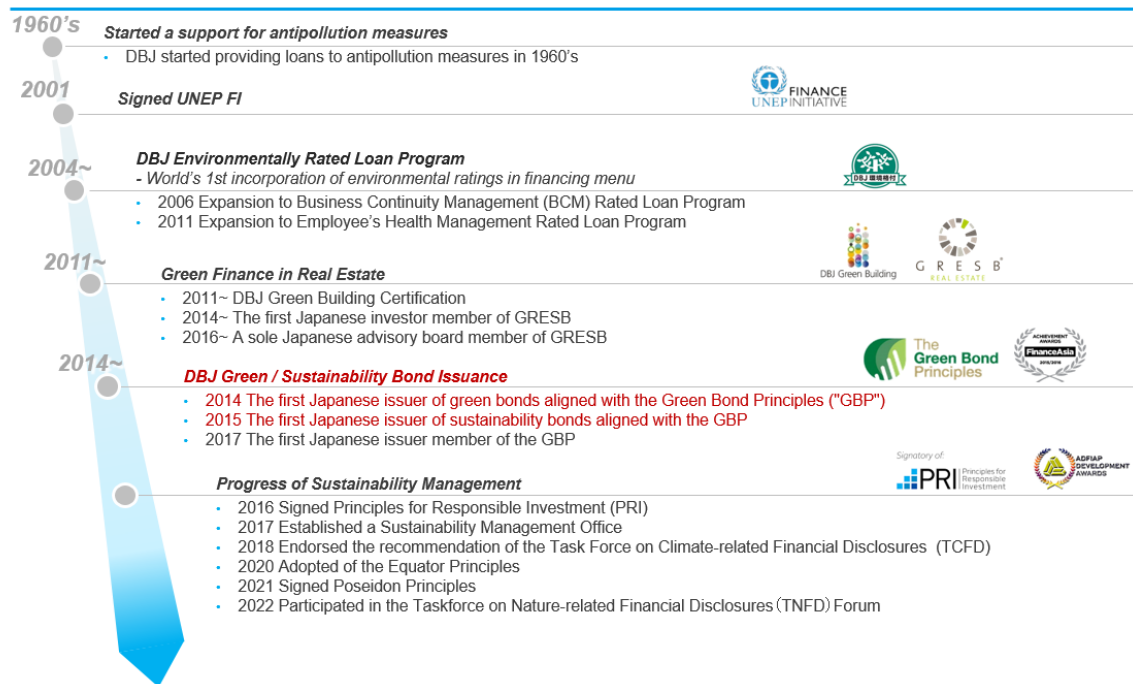 1960's
Started a support for antipollution measures
• DBJ started providing loans to antipollution measures in 1960's
2001
Signed UNEP FI
UNEP FINANCE INITIATIVE
2004~
DBJ Environmentally Rated Loan Program
- World's 1st incorporation of environmental ratings in financing menu
DBJ 環境格付
• 2006 Expansion to Business Continuity Management (BCM) Rated Loan Program
• 2011 Expansion to Employee's Health Management Rated Loan Program
2011~
Green Finance in Real Estate
DBJ Green Building
GRESB®
REAL ESTATE
• 2011~ DBJ Green Building Certification
• 2014~ The first Japanese investor member of GRESB
• 2016~ A sole Japanese advisory board member of GRESB
2014~
DBJ Green / Sustainability Bond Issuance
The
Green Bond
Principles
ACHIEVEMENT
AWARDS
FinanceAsia
• 2014 The first Japanese issuer of green bonds aligned with the Green Bond Principles ("GBP")
• 2015 The first Japanese issuer of sustainability bonds aligned with the GBP
• 2017 The first Japanese issuer member of the GBP
Progress of Sustainability Management
Signatory of:
PRI Principles for
Responsible
Investment
ADFIAP
DEVELOPMENT
AWARDS
• 2016 Signed Principles for Responsible Investment (PRI)
• 2017 Established a Sustainability Management Office
• 2018 Endorsed the recommendation of the Task Force on Climate-related Financial Disclosures (TCFD)
• 2020 Adopted of the Equator Principles
• 2021 Signed Poseidon Principles
• 2022 Participated in the Taskforce on Nature-related Financial Disclosures（TNFD）Forum